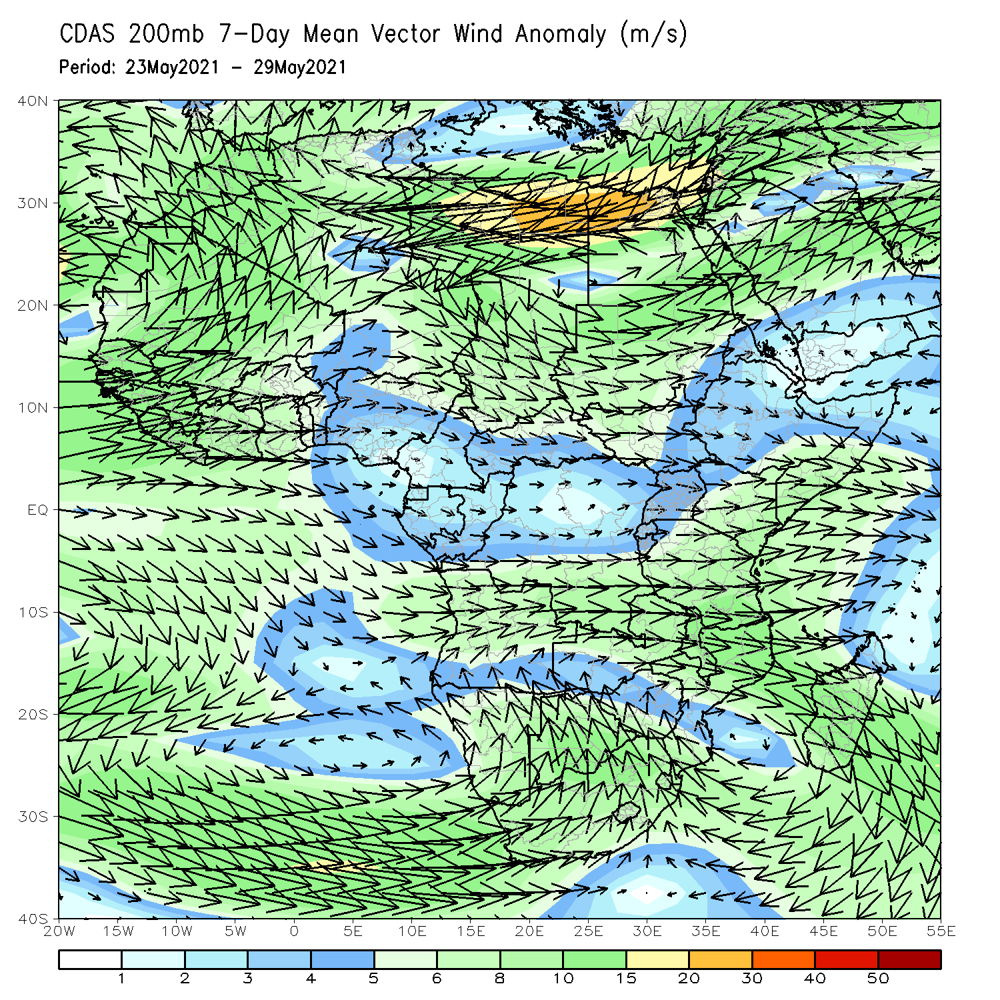 CDAS 200mb 7-Day Mean Vector Wind Anomaly (m/s)
Period: 23May2021 - 29May2021
40N
30N
20N
10N
EQ
10S
20S
30S
40S
20W 15W 10W 5W 0 5E 10E 15E 20E 25E 30E 35E 40E 45E 50E 55E
1 2 3 4 5 6 8 10 15 20 30 40 50